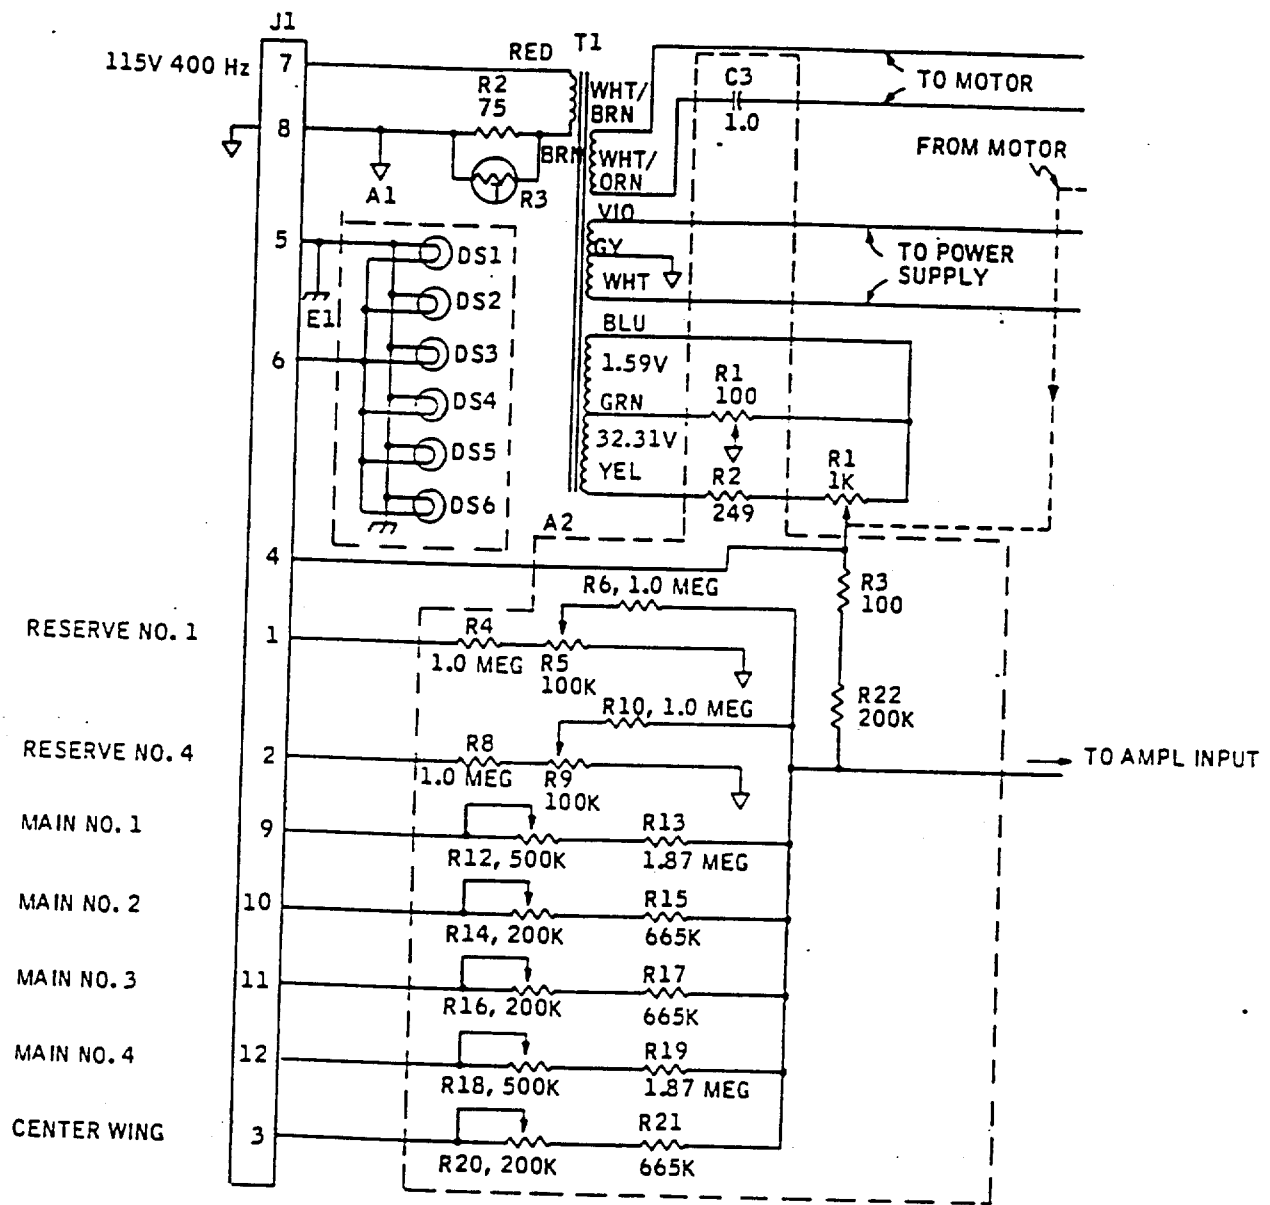 J1
115V 400 Hz
7
RED
T1
R2
75
8
BRN
A1
R3
WHT/
BRN
WHT/
ORN
C3
1.0
TO MOTOR
FROM MOTOR
VIO
GY
WHT
TO POWER
SUPPLY
5
E1
6
DS1
DS2
DS3
DS4
DS5
DS6
BLU
1.59V
GRN
32.31V
YEL
R1
100
R2
249
R1
1K
A2
4
R3
100
R22
200K
RESERVE NO. 1
1
R4
1.0 MEG
R5
100K
R6, 1.0 MEG
RESERVE NO. 4
2
R8
1.0 MEG
R9
100K
R10, 1.0 MEG
TO AMPL INPUT
MAIN NO. 1
9
R12, 500K
R13
1.87 MEG
MAIN NO. 2
10
R14, 200K
R15
665K
MAIN NO. 3
11
R16, 200K
R17
665K
MAIN NO. 4
12
R18, 500K
R19
1.87 MEG
CENTER WING
3
R20, 200K
R21
665K